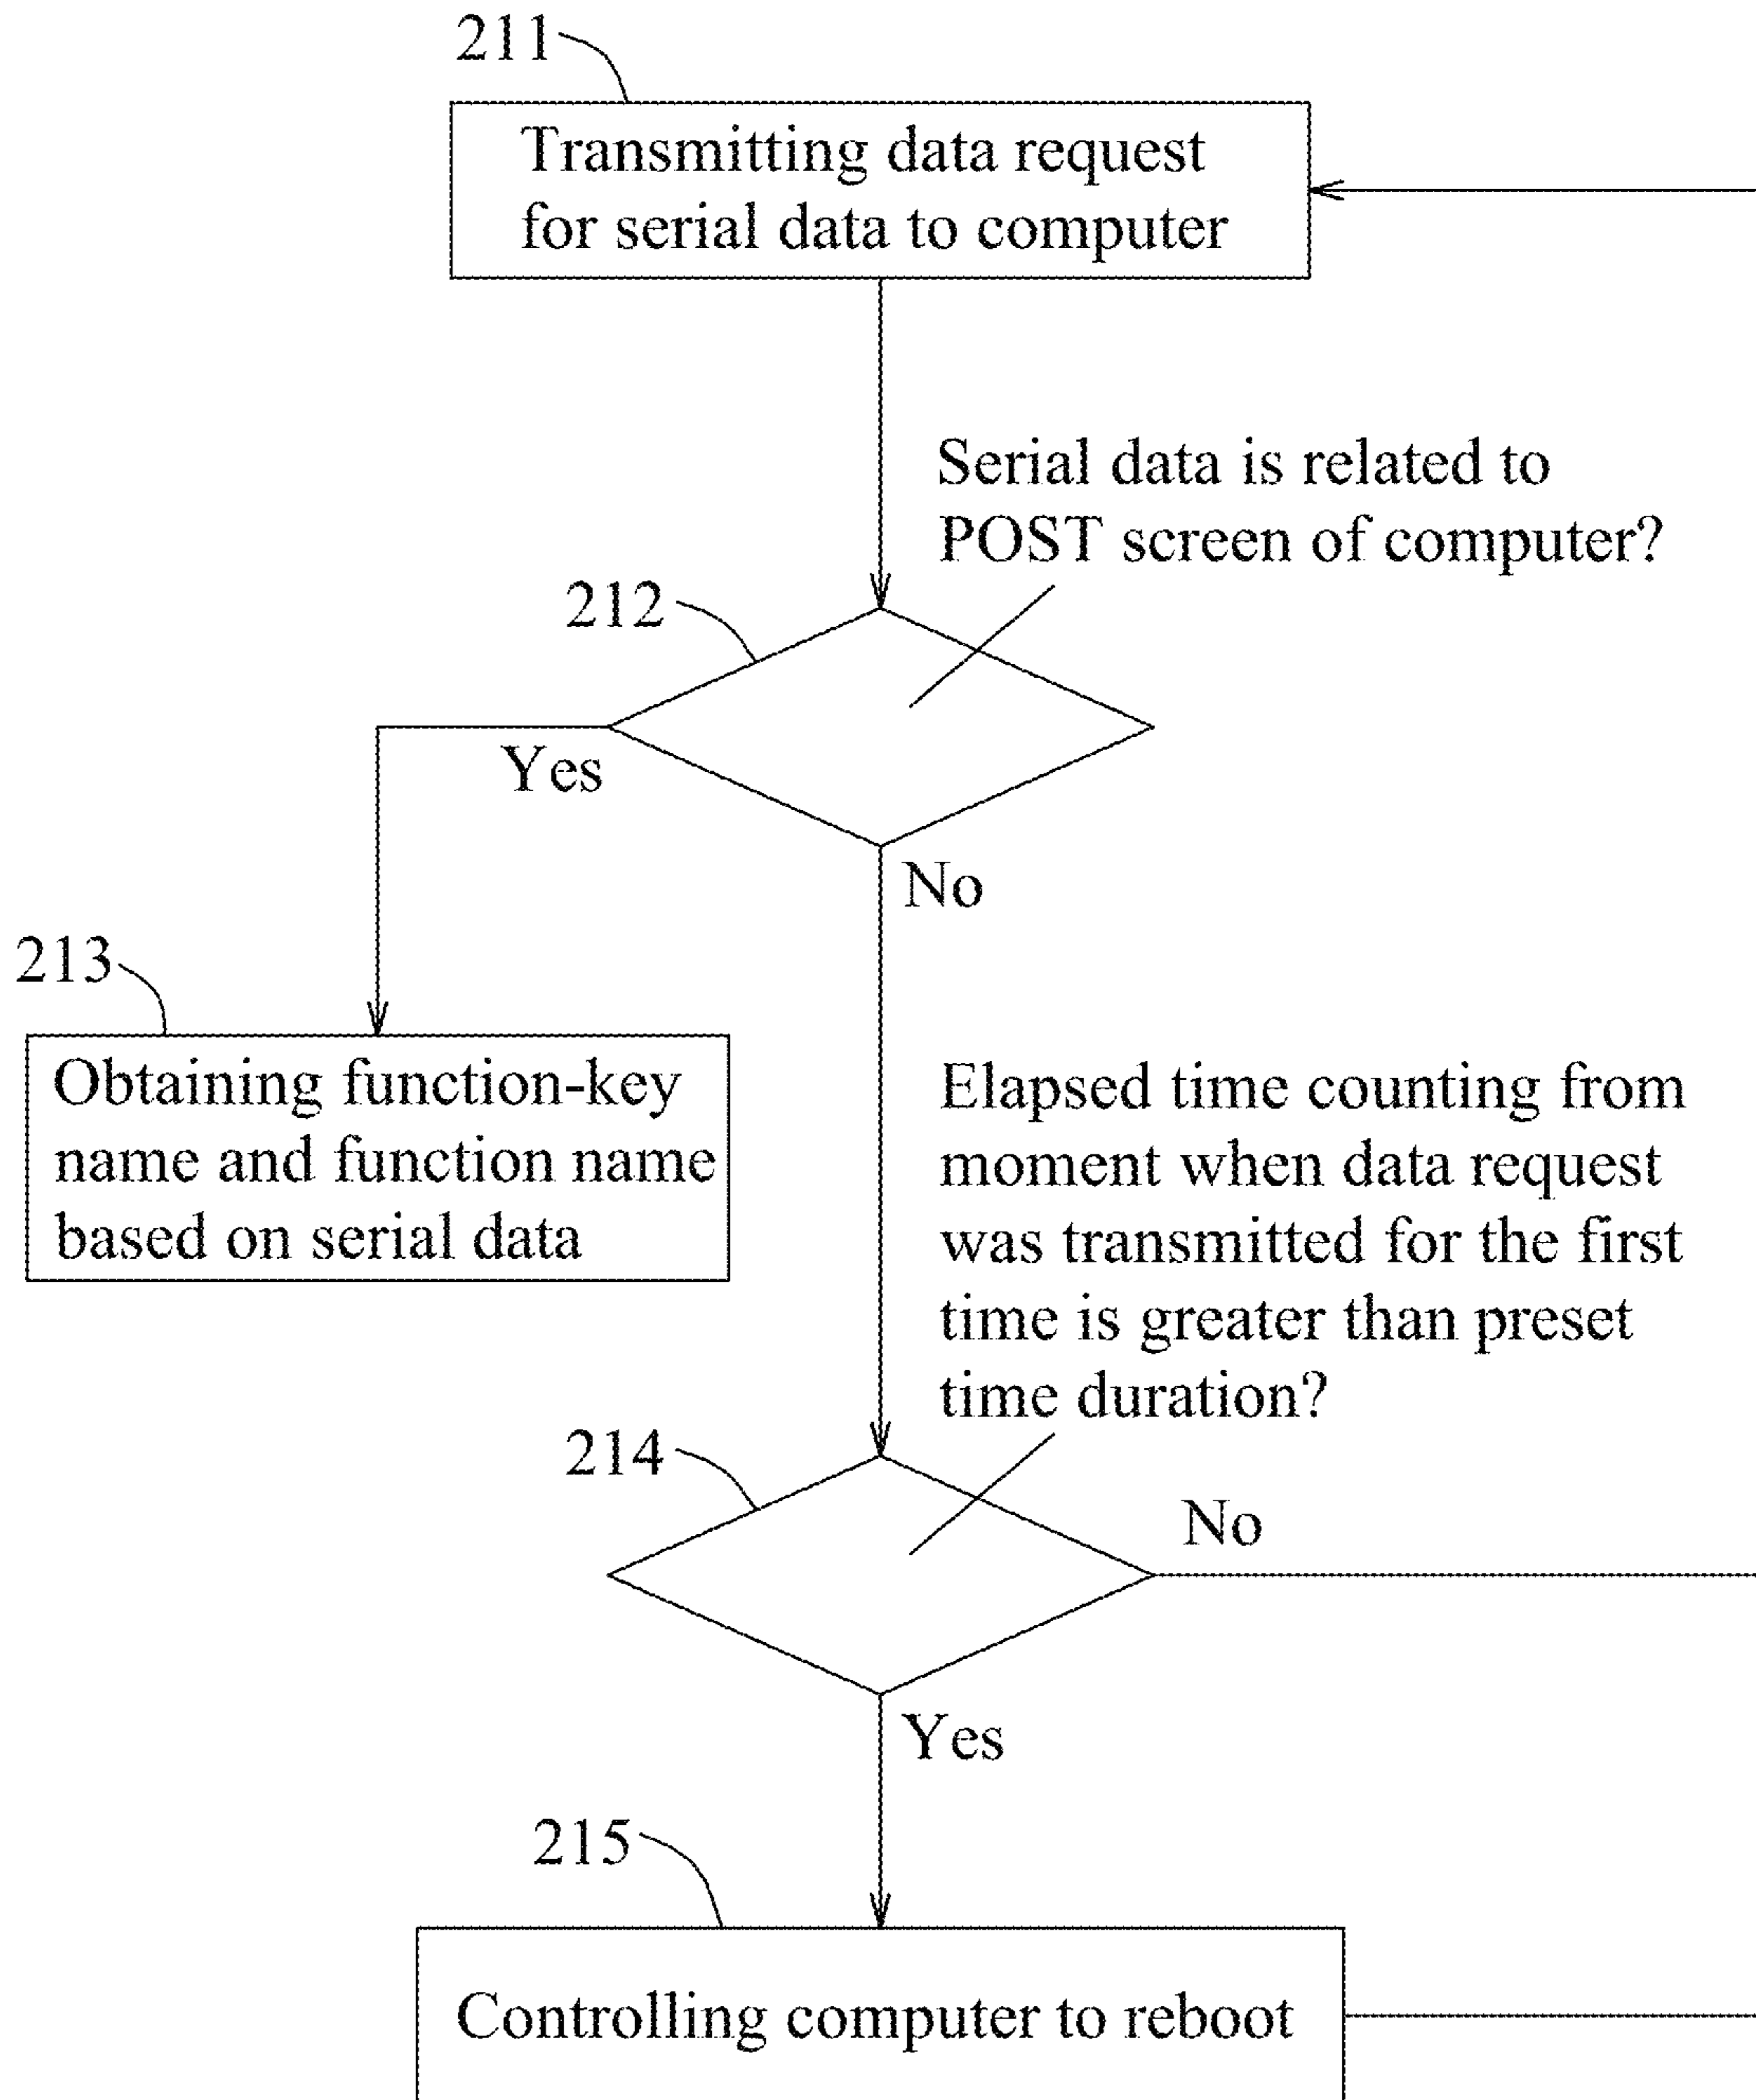 211
Transmitting data request
for serial data to computer
Serial data is related to
POST screen of computer?
212
Yes
No
213
Obtaining function-key
name and function name
based on serial data
Elapsed time counting from
moment when data request
was transmitted for the first
time is greater than preset
time duration?
214
No
Yes
215
Controlling computer to reboot